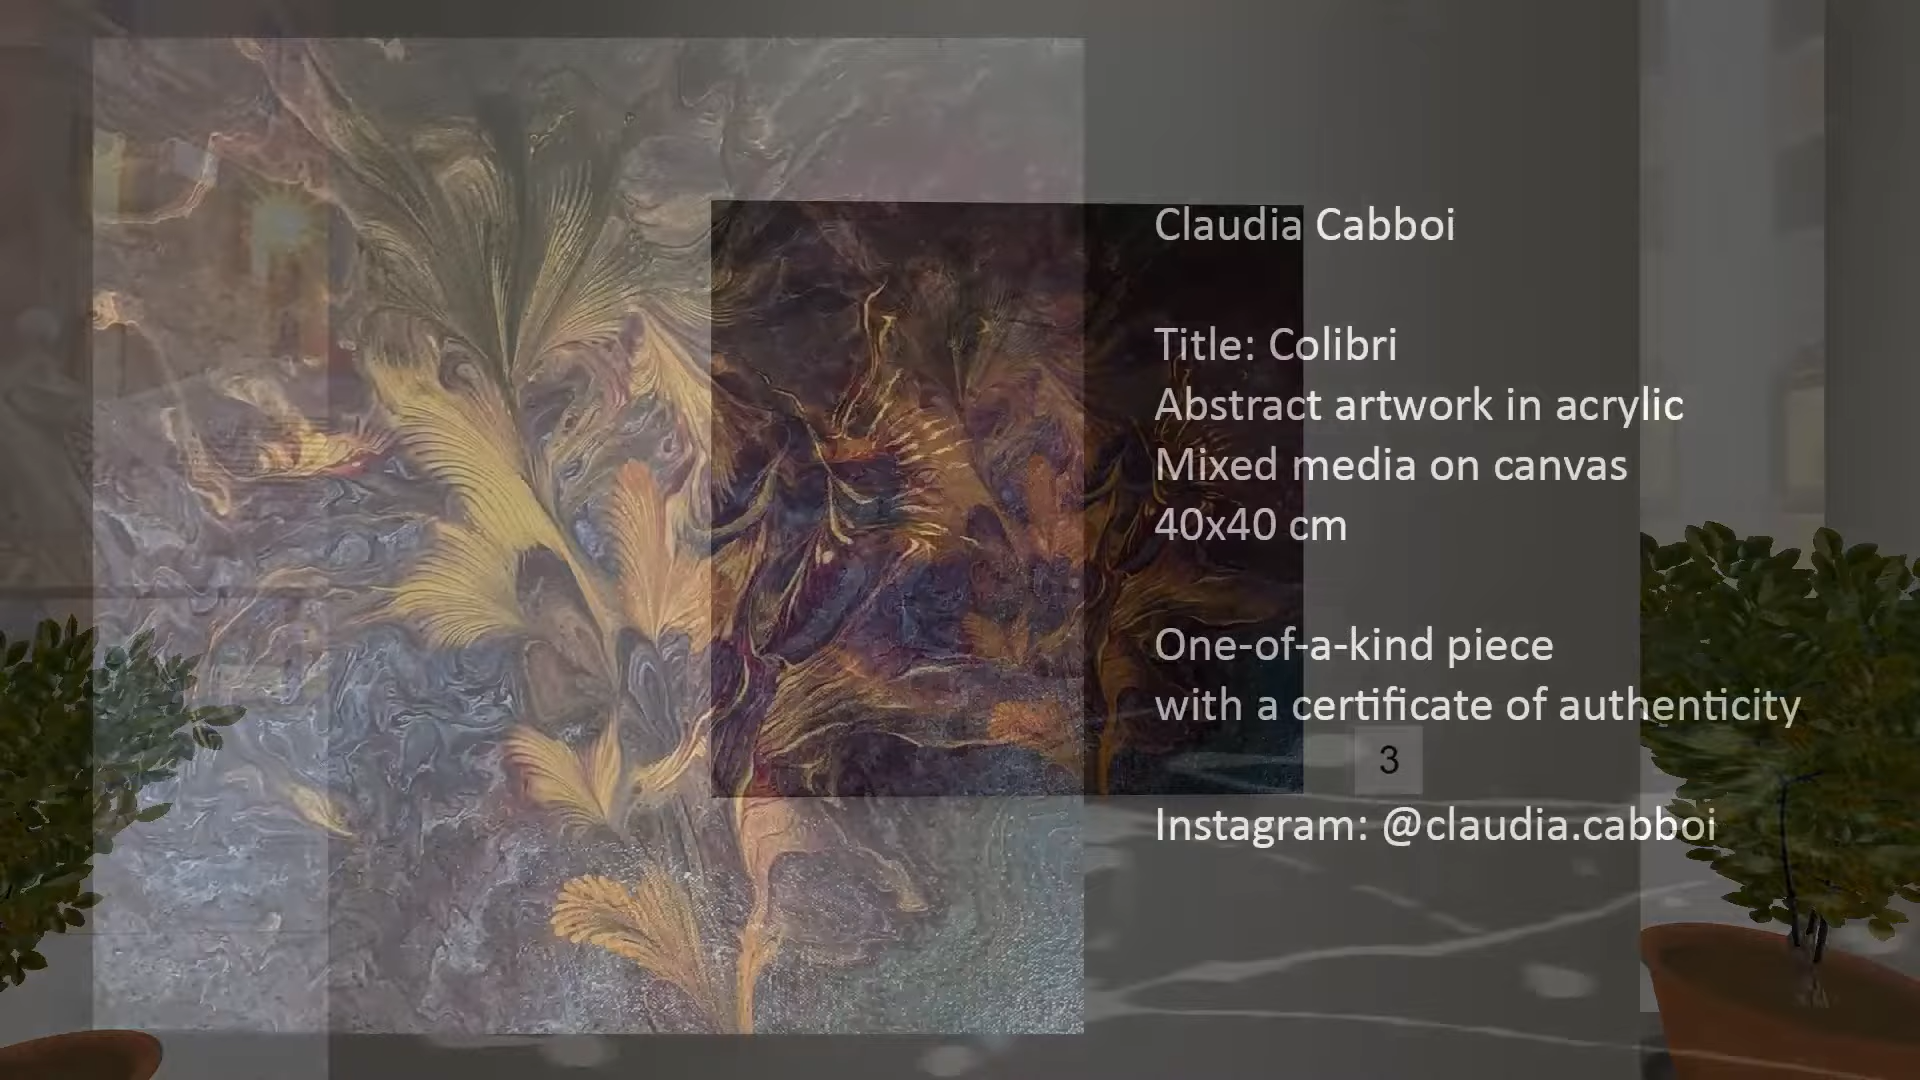 Claudia Cabboi
Title: Colibri
Abstract artwork in acrylic
Mixed media on canvas
40x40 cm
One-of-a-kind piece
with a certificate of authenticity
3
Instagram: @claudia.cabboi